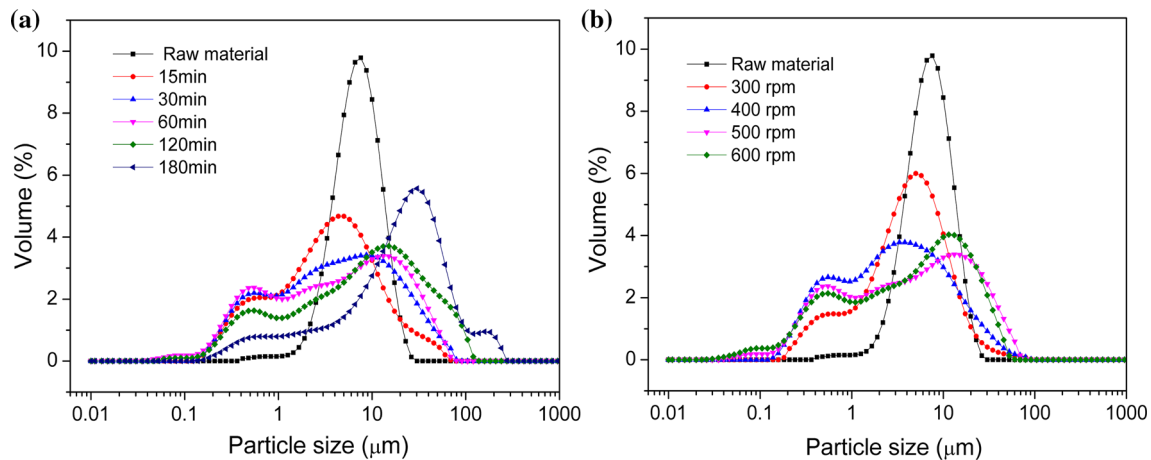 (a)
Raw material
15min
30min
60min
120min
180min
Volume (%)
10
8
6
4
2
0
0.01 0.1 1 10 100 1000
Particle size (μm)
(b)
Raw material
300 rpm
400 rpm
500 rpm
600 rpm
Volume (%)
10
8
6
4
2
0
0.01 0.1 1 10 100 1000
Particle size (μm)